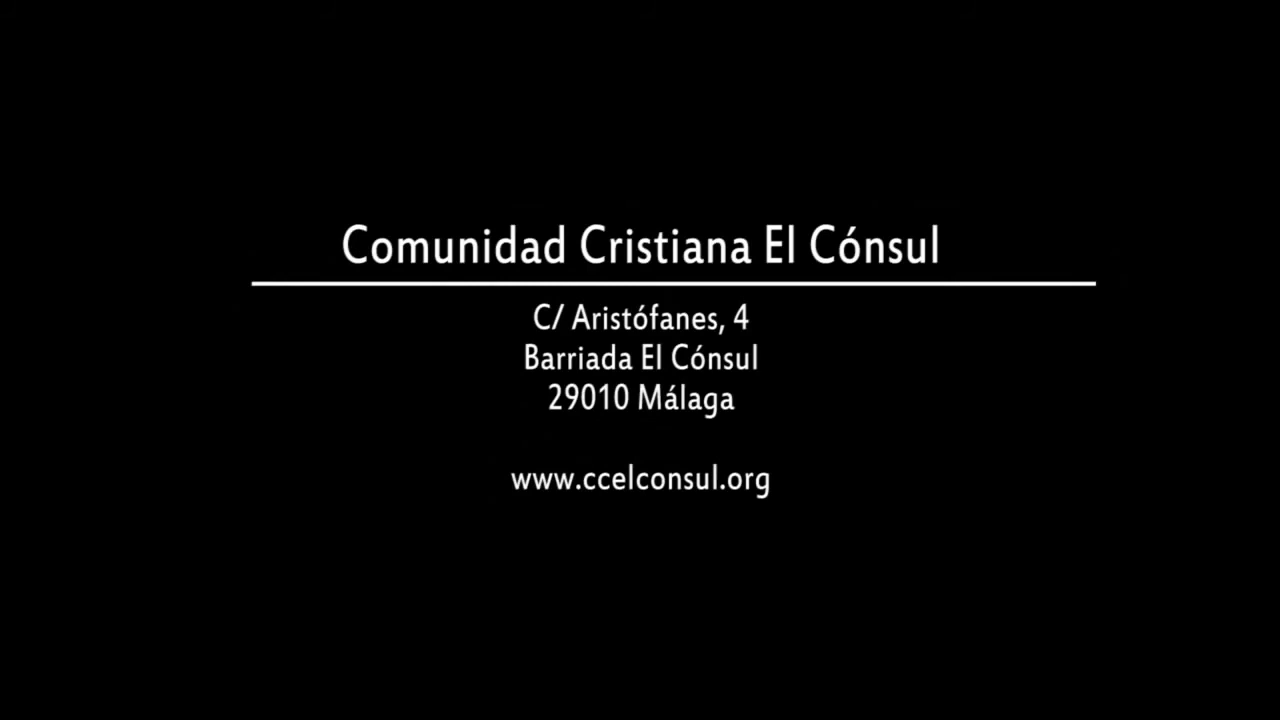 Comunidad Cristiana El Cónsul
C/ Aristófanes, 4
Barriada El Cónsul
29010 Málaga
www.ccelconsul.org